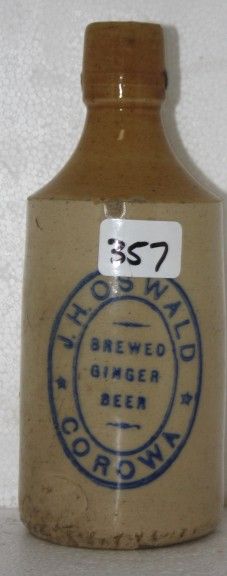 357
J.H.OSWALD
BREWED
GINGER
BEER
COROWA